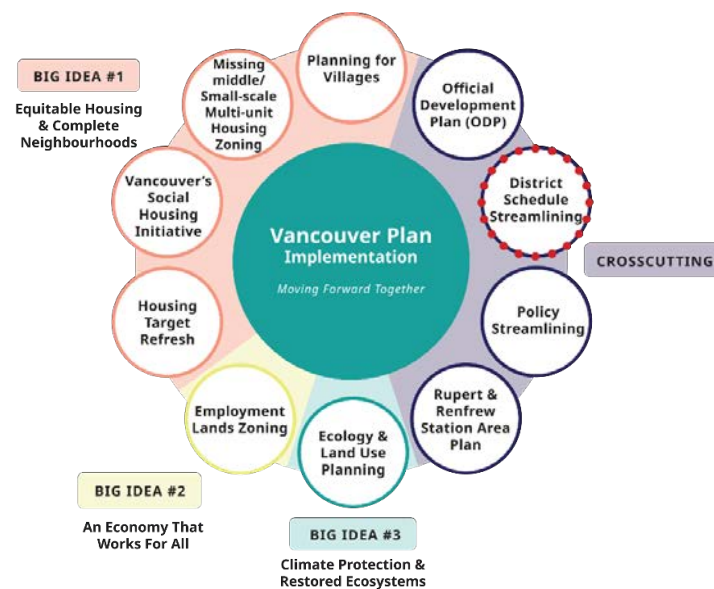 BIG IDEA #1
Equitable Housing
& Complete
Neighbourhoods
Missing
middle/
Small-scale
Multi-unit
Housing
Zoning
Planning for
Villages
Official
Development
Plan (ODP)
Vancouver's
Social
Housing
Initiative
District
Schedule
Streamlining
Vancouver Plan
Implementation
Moving Forward Together
CROSSCUTTING
Housing
Target
Refresh
Policy
Streamlining
Employment
Lands Zoning
Ecology &
Land Use
Planning
Rupert &
Renfrew
Station Area
Plan
BIG IDEA #2
An Economy That
Works For All
BIG IDEA #3
Climate Protection &
Restored Ecosystems